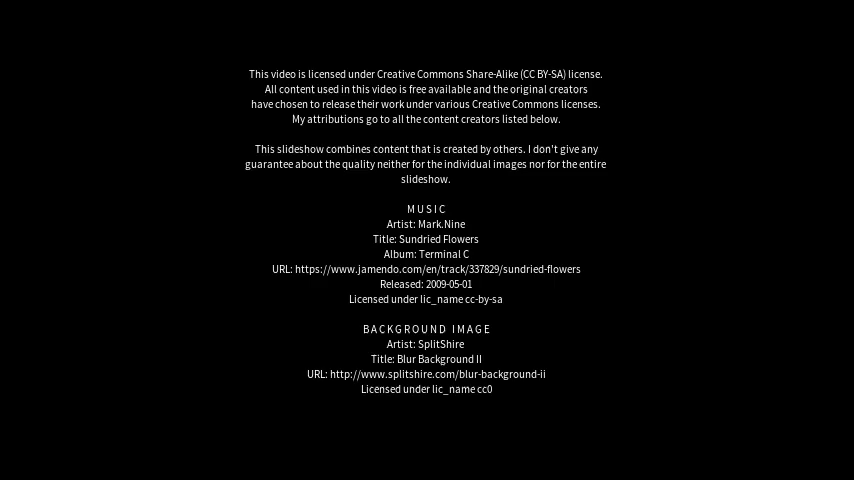 This video is licensed under Creative Commons Share-Alike (CC BY-SA) license.
All content used in this video is free available and the original creators
have chosen to release their work under various Creative Commons licenses.
My attributions go to all the content creators listed below.
This slideshow combines content that is created by others. I don't give any
guarantee about the quality neither for the individual images nor for the entire
slideshow.
MUSIC
Artist: Mark.Nine
Title: Sundried Flowers
Album: Terminal C
URL: https://www.jamendo.com/en/track/337829/sundried-flowers
Released: 2009-05-01
Licensed under lic_name cc-by-sa
BACKGROUND IMAGE
Artist: SplitShire
Title: Blur Background II
URL: http://www.splitshire.com/blur-background-ii
Licensed under lic_name cc0